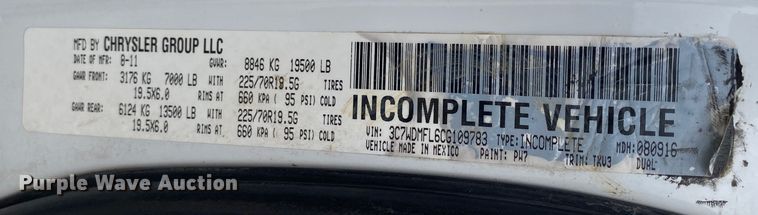 MFD BY CHRYSLER GROUP LLC
DATE OF MFR: 8-11 GVWR: 8846 KG 19500 LB
GAWR FRONT: 3176 KG 7000 LB WITH 225/70R19.5G TIRES
19.5X6.0 RIMS AT 660 KPA ( 95 PSI) COLD
GAWR REAR: 6124 KG 13500 LB WITH 225/70R19.5G TIRES
19.5X6.0 RIMS AT 660 KPA ( 95 PSI) COLD
INCOMPLETE VEHICLE
VIN: 3C7WDMFL6CG109783 TYPE: INCOMPLETE MDH: 080916
VEHICLE MADE IN MEXICO PAINT: PW7 TRIM: TKV3 DUAL
Purple Wave Auction
Purple Wave Auction